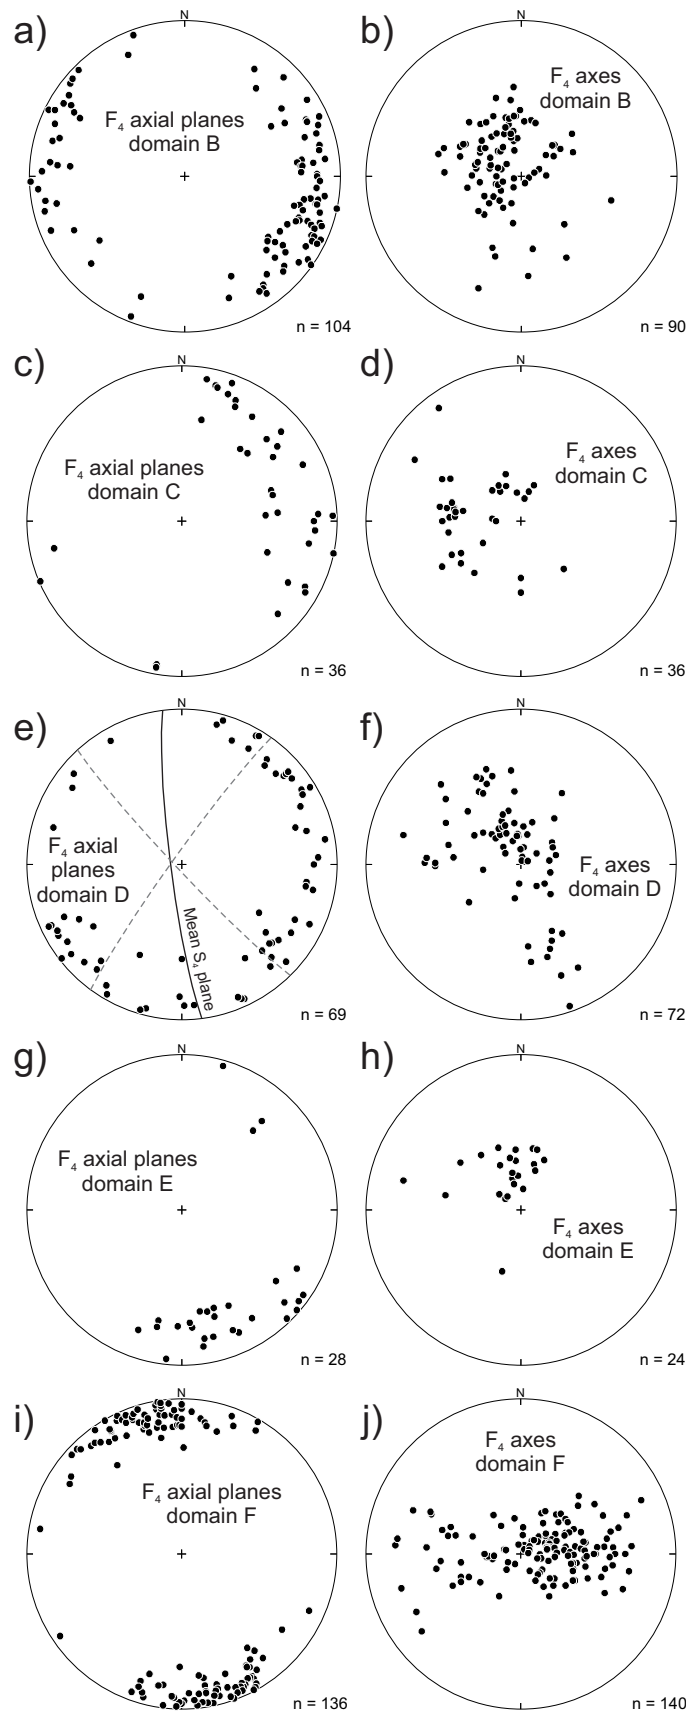 a)
N
F₄ axial planes
domain B
n = 104
b)
N
F₄ axes
domain B
n = 90
c)
N
F₄ axial planes
domain C
n = 36
d)
N
F₄ axes
domain C
n = 36
e)
N
F₄ axial
planes
domain D
Mean S₄ plane
n = 69
f)
N
F₄ axes
domain D
n = 72
g)
N
F₄ axial planes
domain E
n = 28
h)
N
F₄ axes
domain E
n = 24
i)
N
F₄ axial planes
domain F
n = 136
j)
N
F₄ axes
domain F
n = 140